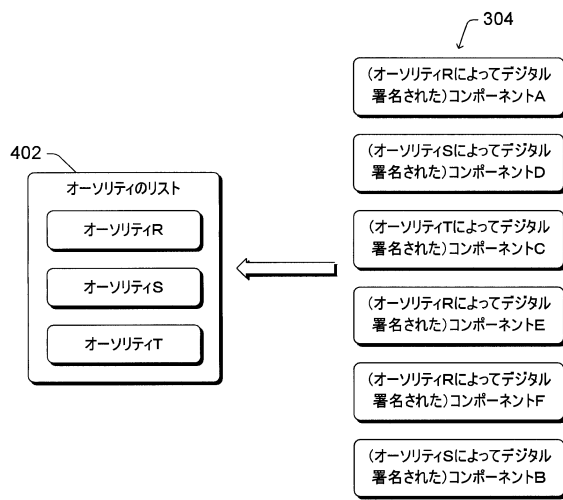 304
(オーソリティRによってデジタル
署名された)コンポーネントA
(オーソリティSによってデジタル
署名された)コンポーネントD
(オーソリティTによってデジタル
署名された)コンポーネントC
(オーソリティRによってデジタル
署名された)コンポーネントE
(オーソリティRによってデジタル
署名された)コンポーネントF
(オーソリティSによってデジタル
署名された)コンポーネントB
402
オーソリティのリスト
オーソリティR
オーソリティS
オーソリティT